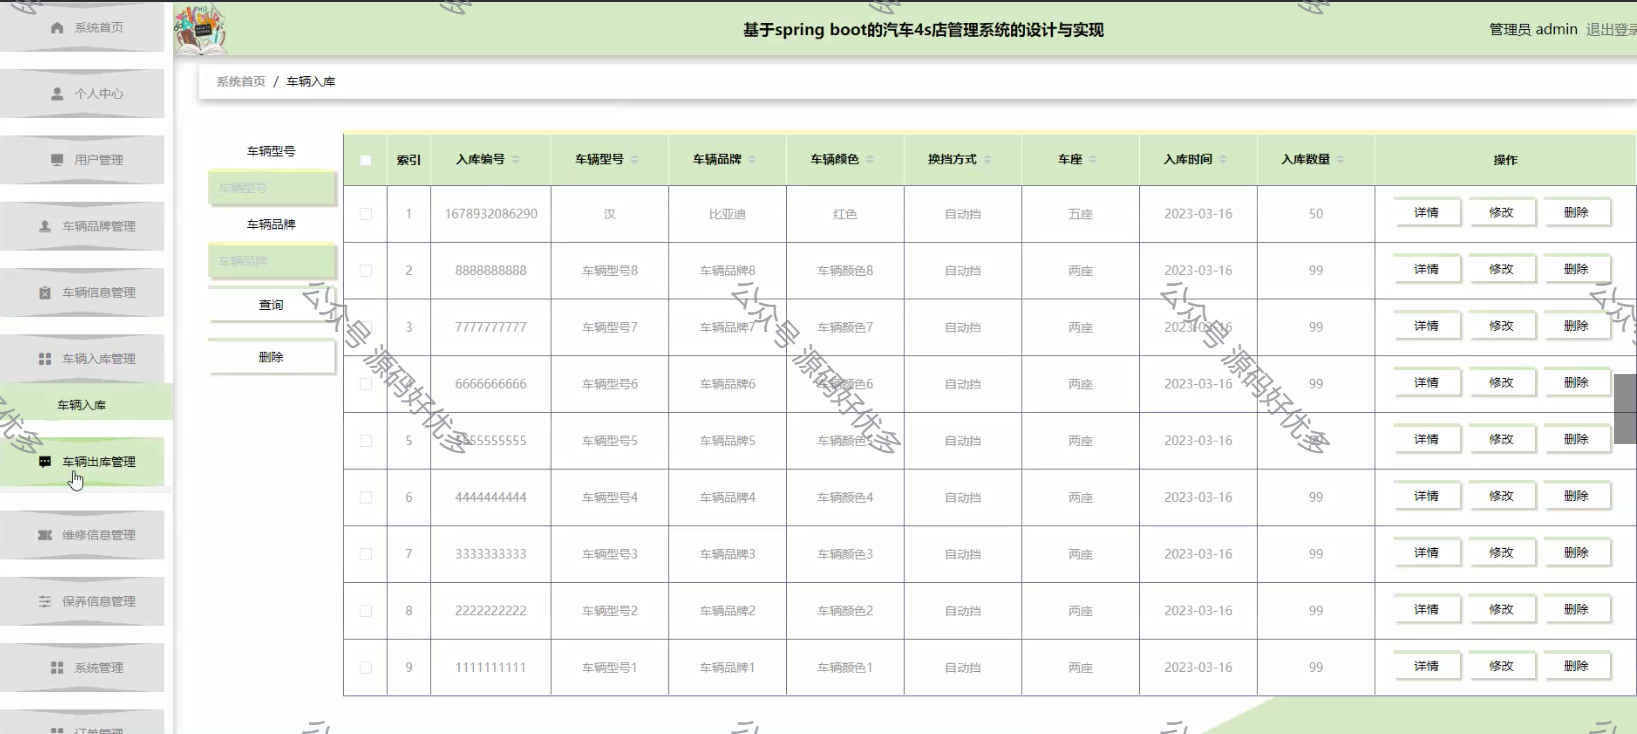 基于spring boot的汽车4s店管理系统的设计与实现
管理员 admin 退出登录
系统首页
个人中心
用户管理
车辆品牌管理
车辆信息管理
车辆入库管理
车辆入库
车辆出库管理
维修信息管理
保养信息管理
系统管理
订单管理
系统首页 / 车辆入库
车辆型号
车辆型号
车辆品牌
车辆品牌
查询
删除
索引 入库编号 车辆型号 车辆品牌 车辆颜色 换挡方式 车座 入库时间 入库数量 操作
1 1678932086290 汉 比亚迪 红色 自动挡 五座 2023-03-16 50 详情 修改 删除
2 8888888888 车辆型号8 车辆品牌8 车辆颜色8 自动挡 两座 2023-03-16 99 详情 修改 删除
3 7777777777 车辆型号7 车辆品牌7 车辆颜色7 自动挡 两座 2023-03-16 99 详情 修改 删除
4 6666666666 车辆型号6 车辆品牌6 车辆颜色6 自动挡 两座 2023-03-16 99 详情 修改 删除
5 5555555555 车辆型号5 车辆品牌5 车辆颜色5 自动挡 两座 2023-03-16 99 详情 修改 删除
6 4444444444 车辆型号4 车辆品牌4 车辆颜色4 自动挡 两座 2023-03-16 99 详情 修改 删除
7 3333333333 车辆型号3 车辆品牌3 车辆颜色3 自动挡 两座 2023-03-16 99 详情 修改 删除
8 2222222222 车辆型号2 车辆品牌2 车辆颜色2 自动挡 两座 2023-03-16 99 详情 修改 删除
9 1111111111 车辆型号1 车辆品牌1 车辆颜色1 自动挡 两座 2023-03-16 99 详情 修改 删除
公众号 源码好优多
公众号 源码好优多
公众号 源码好优多